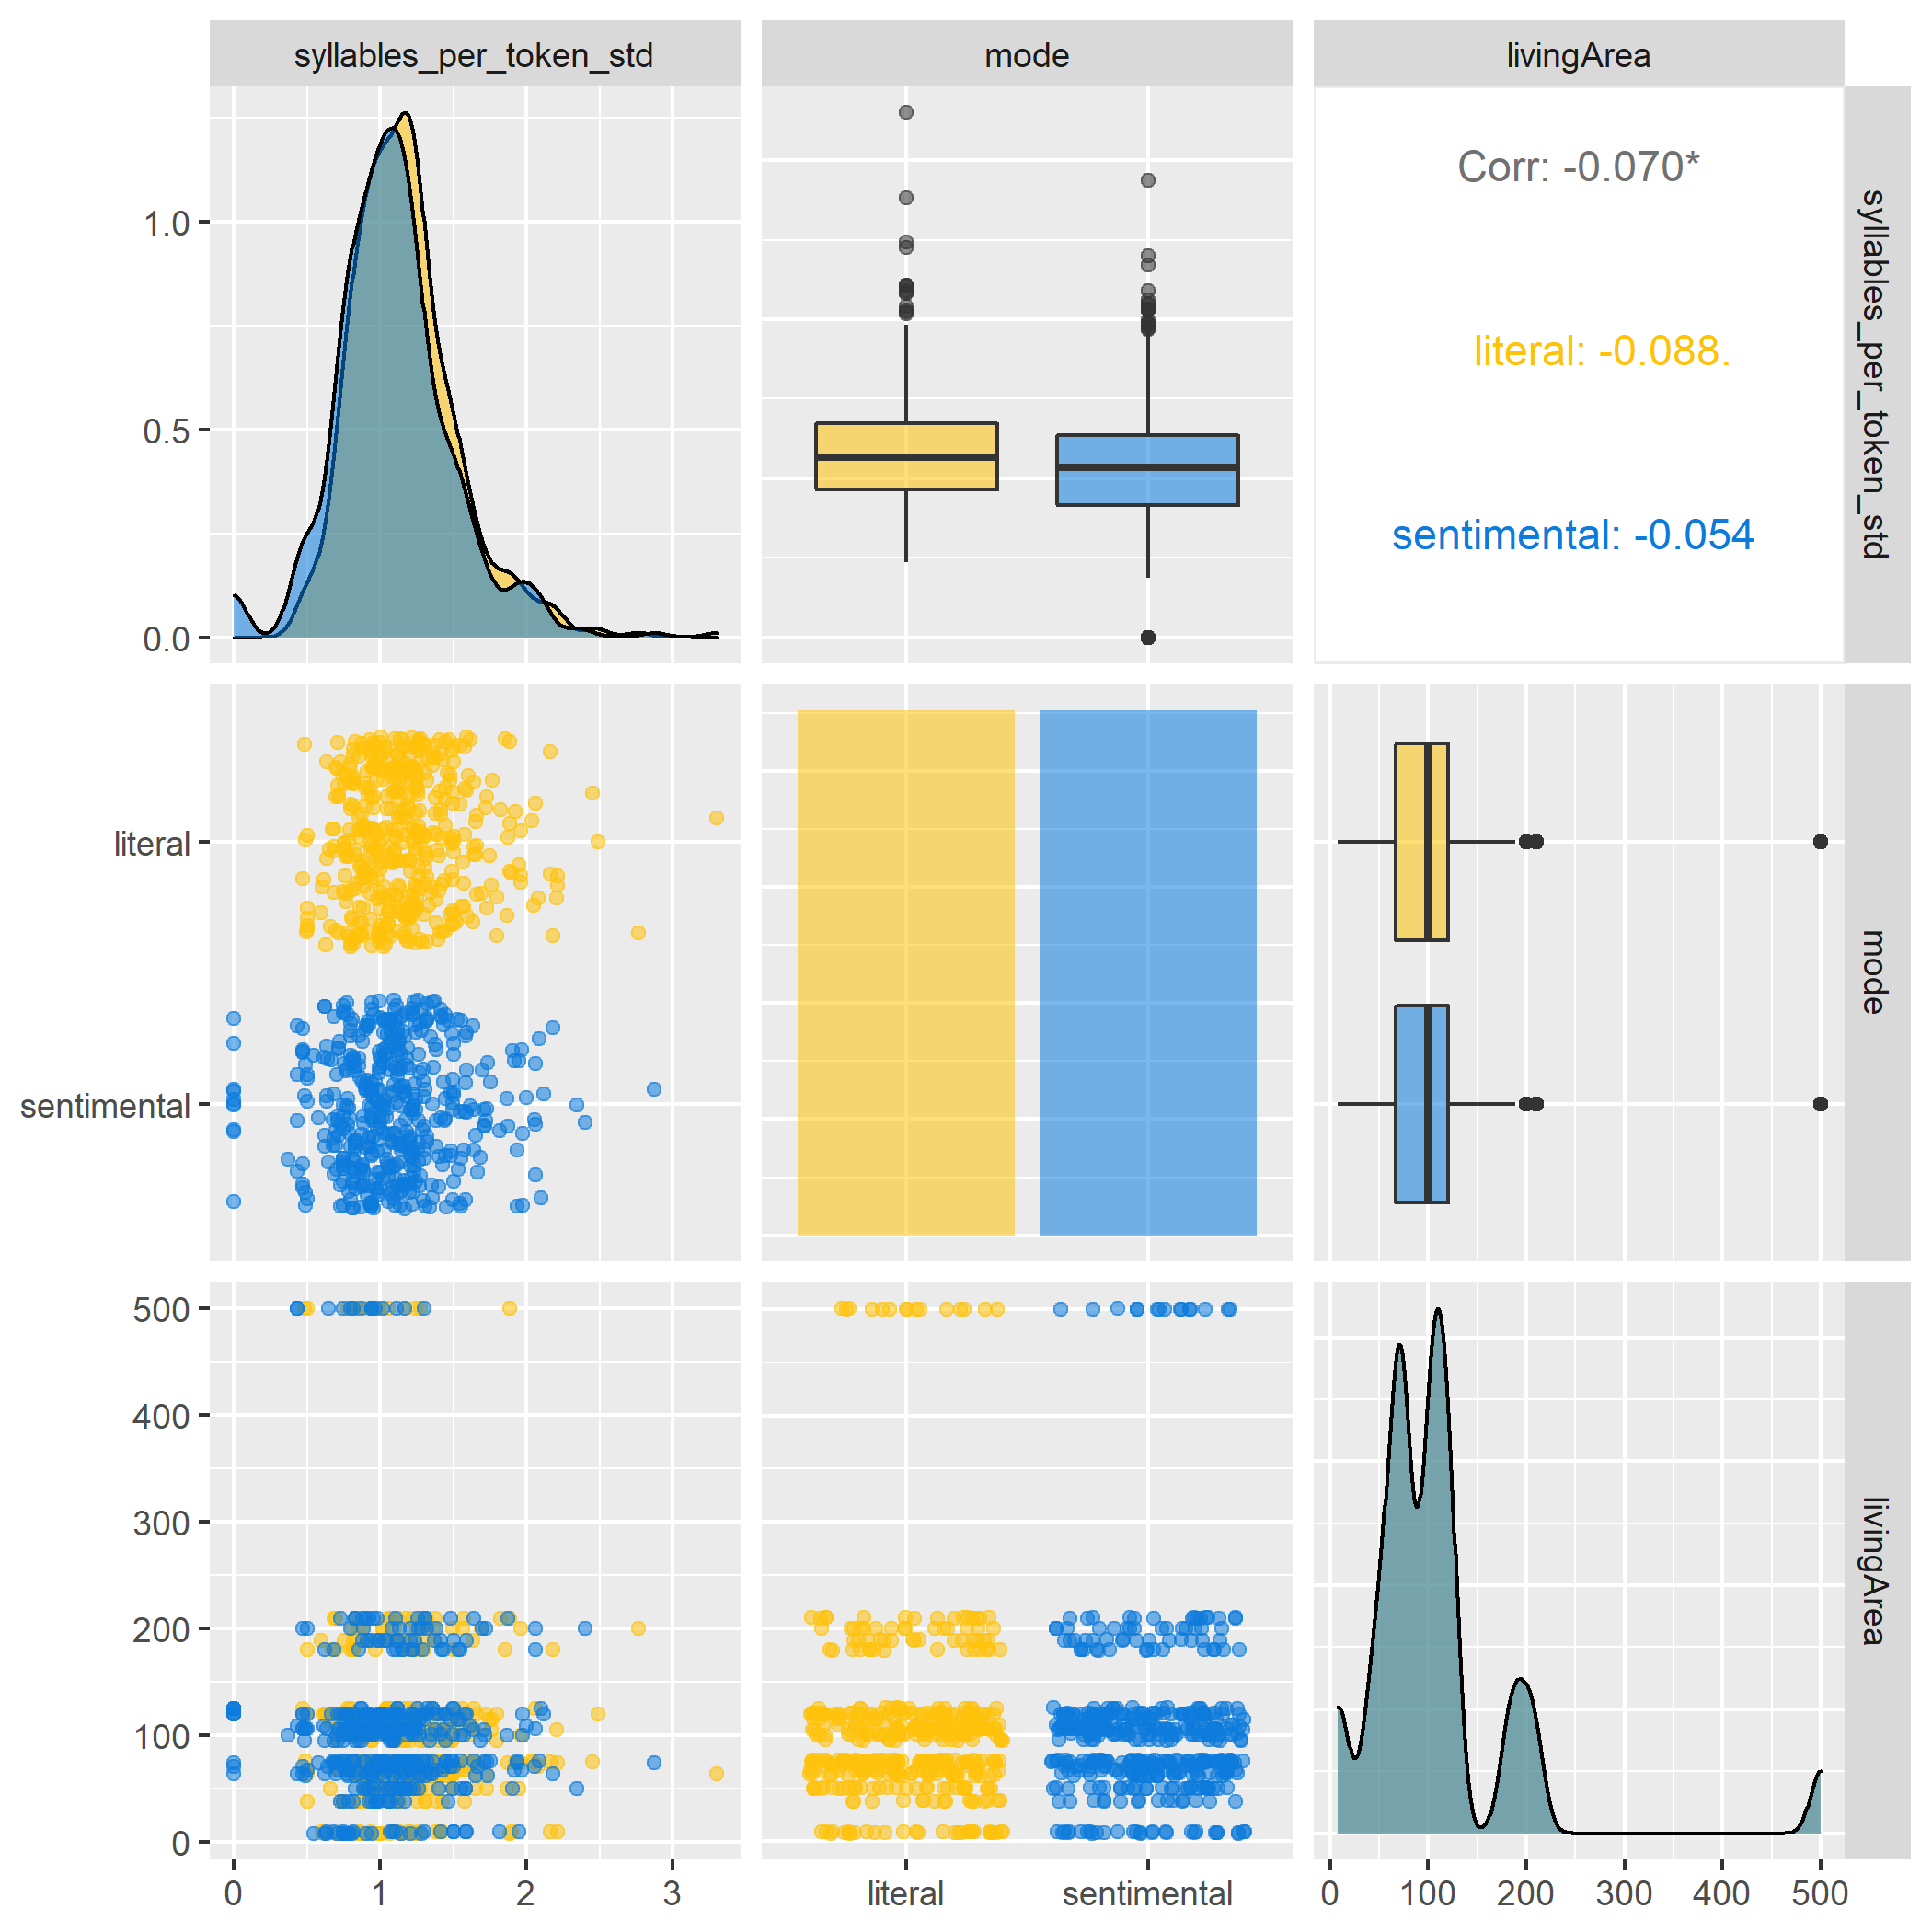 syllables_per_token_std
mode
livingArea
1.0
0.5
0.0
Corr: -0.070*
literal: -0.088.
sentimental: -0.054
syllables_per_token_std
literal
sentimental
mode
500
400
300
200
100
0
livingArea
0 1 2 3
literal sentimental
0 100 200 300 400 500